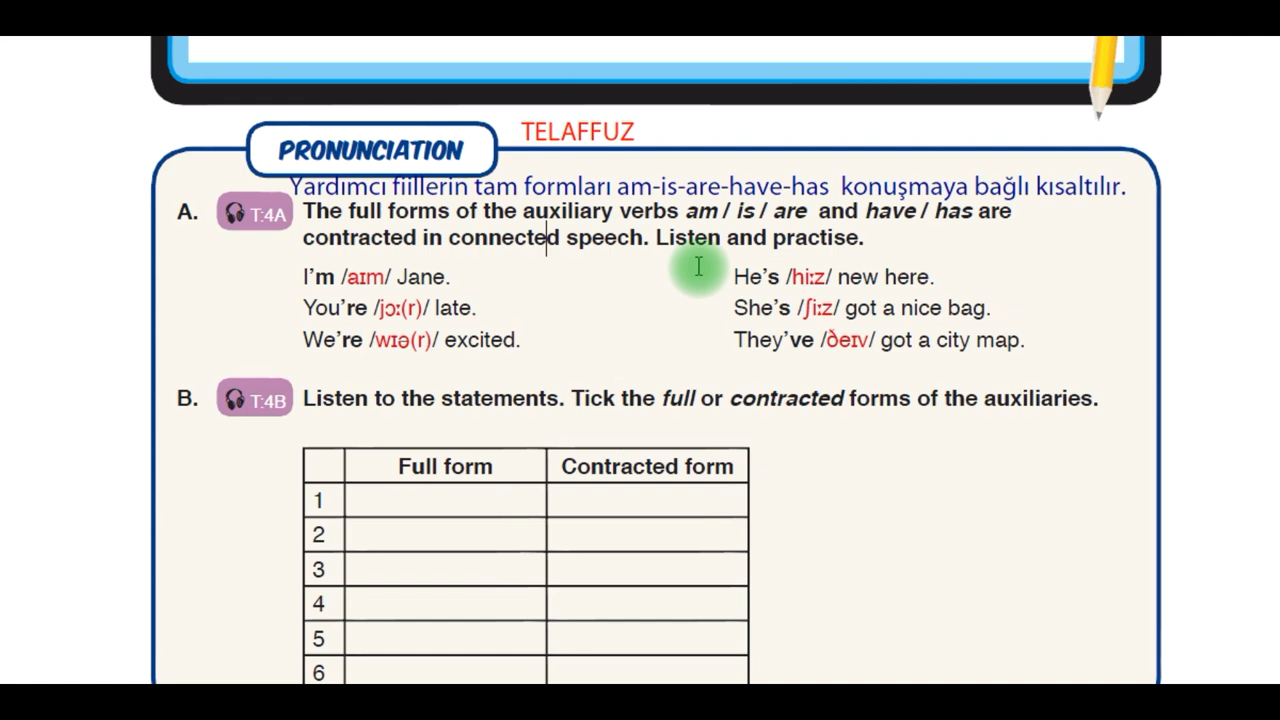 TELAFFUZ
PRONUNCIATION
Yardımcı fiillerin tam formları am-is-are-have-has konuşmaya bağlı kısaltılır.
A. T:4A The full forms of the auxiliary verbs am / is / are and have / has are
contracted in connected speech. Listen and practise.
I'm /aɪm/ Jane.
You're /jɔː(r)/ late.
We're /wɪə(r)/ excited.
He's /hiːz/ new here.
She's /ʃiːz/ got a nice bag.
They've /ðeɪv/ got a city map.
B. T:4B Listen to the statements. Tick the full or contracted forms of the auxiliaries.
Full form Contracted form
1
2
3
4
5
6